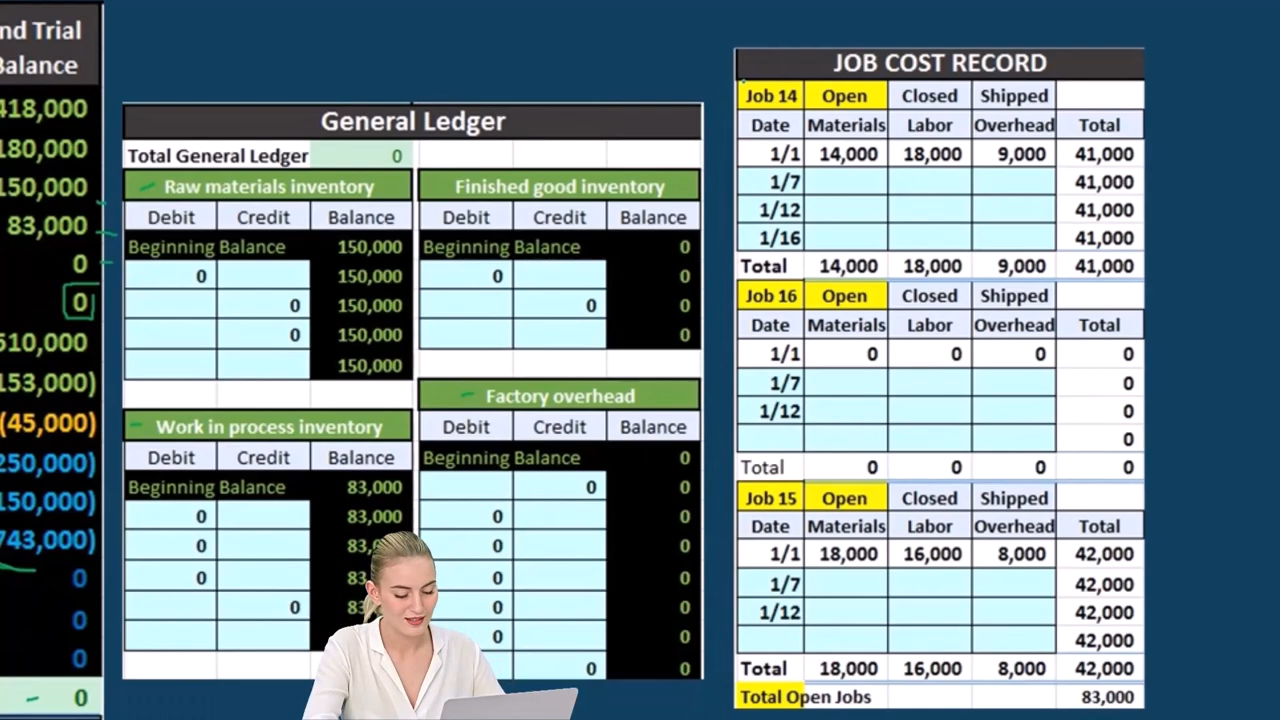 nd Trial
Balance
418,000
180,000
150,000
83,000
0
0
510,000
153,000)
(45,000)
250,000)
150,000)
743,000)
0
0
0
- 0
General Ledger
Total General Ledger 0
Raw materials inventory
Debit Credit Balance
Beginning Balance 150,000
0 150,000
0 150,000
0 150,000
150,000
Work in process inventory
Debit Credit Balance
Beginning Balance 83,000
0 83,000
0 83,0
0 83
0 83
Finished good inventory
Debit Credit Balance
Beginning Balance 0
0 0
0 0
0
Factory overhead
Debit Credit Balance
Beginning Balance 0
0 0
0 0
0 0
0 0
0 0
0 0
0 0
JOB COST RECORD
Job 14 Open Closed Shipped
Date Materials Labor Overhead Total
1/1 14,000 18,000 9,000 41,000
1/7 41,000
1/12 41,000
1/16 41,000
Total 14,000 18,000 9,000 41,000
Job 16 Open Closed Shipped
Date Materials Labor Overhead Total
1/1 0 0 0 0
1/7 0
1/12 0
0
Total 0 0 0 0
Job 15 Open Closed Shipped
Date Materials Labor Overhead Total
1/1 18,000 16,000 8,000 42,000
1/7 42,000
1/12 42,000
42,000
Total 18,000 16,000 8,000 42,000
Total Open Jobs 83,000